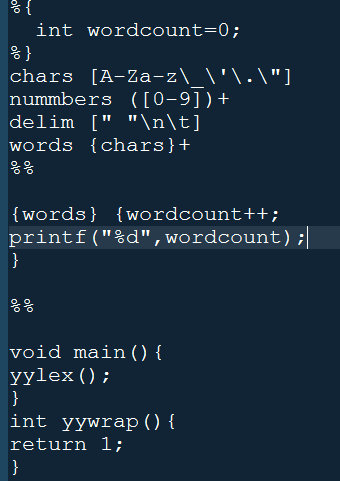 %{
int wordcount=0;
%}
chars [A-Za-z\_\'\.\"]
nummbers ([0-9])+
delim [" "\n\t]
words {chars}+
%%
{words} {wordcount++;
printf("%d",wordcount);
}
%%
void main(){
yylex();
}
int yywrap(){
return 1;
}